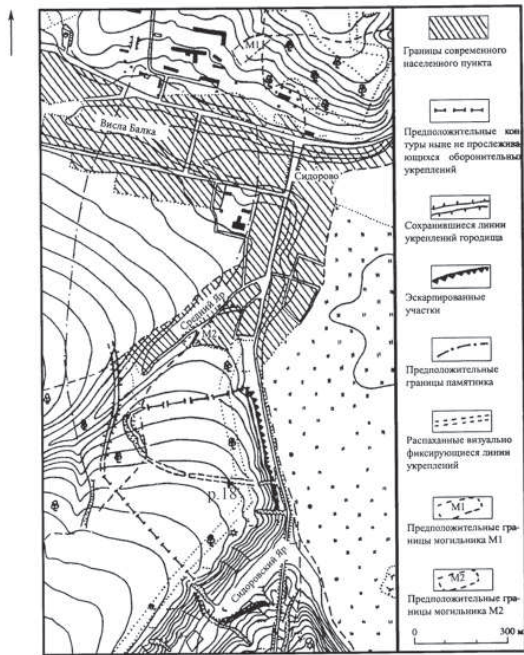 М1
Висла Балка
Сидорово
Средний Яр
М2
р.18
Сидоровский Яр
Границы современного
населенного пункта
Предположительные кон
туры ныне не прослежива
ющихся оборонительных
укреплений
Сохранившиеся линии
укреплений городища
Эскарпированные
участки
Предположительные
границы памятника
Распаханные визуально
фиксирующиеся линии
укреплений
М1
Предположительные гра
ницы могильника М1
М2
Предположительные гра
ницы могильника М2
0 300 м